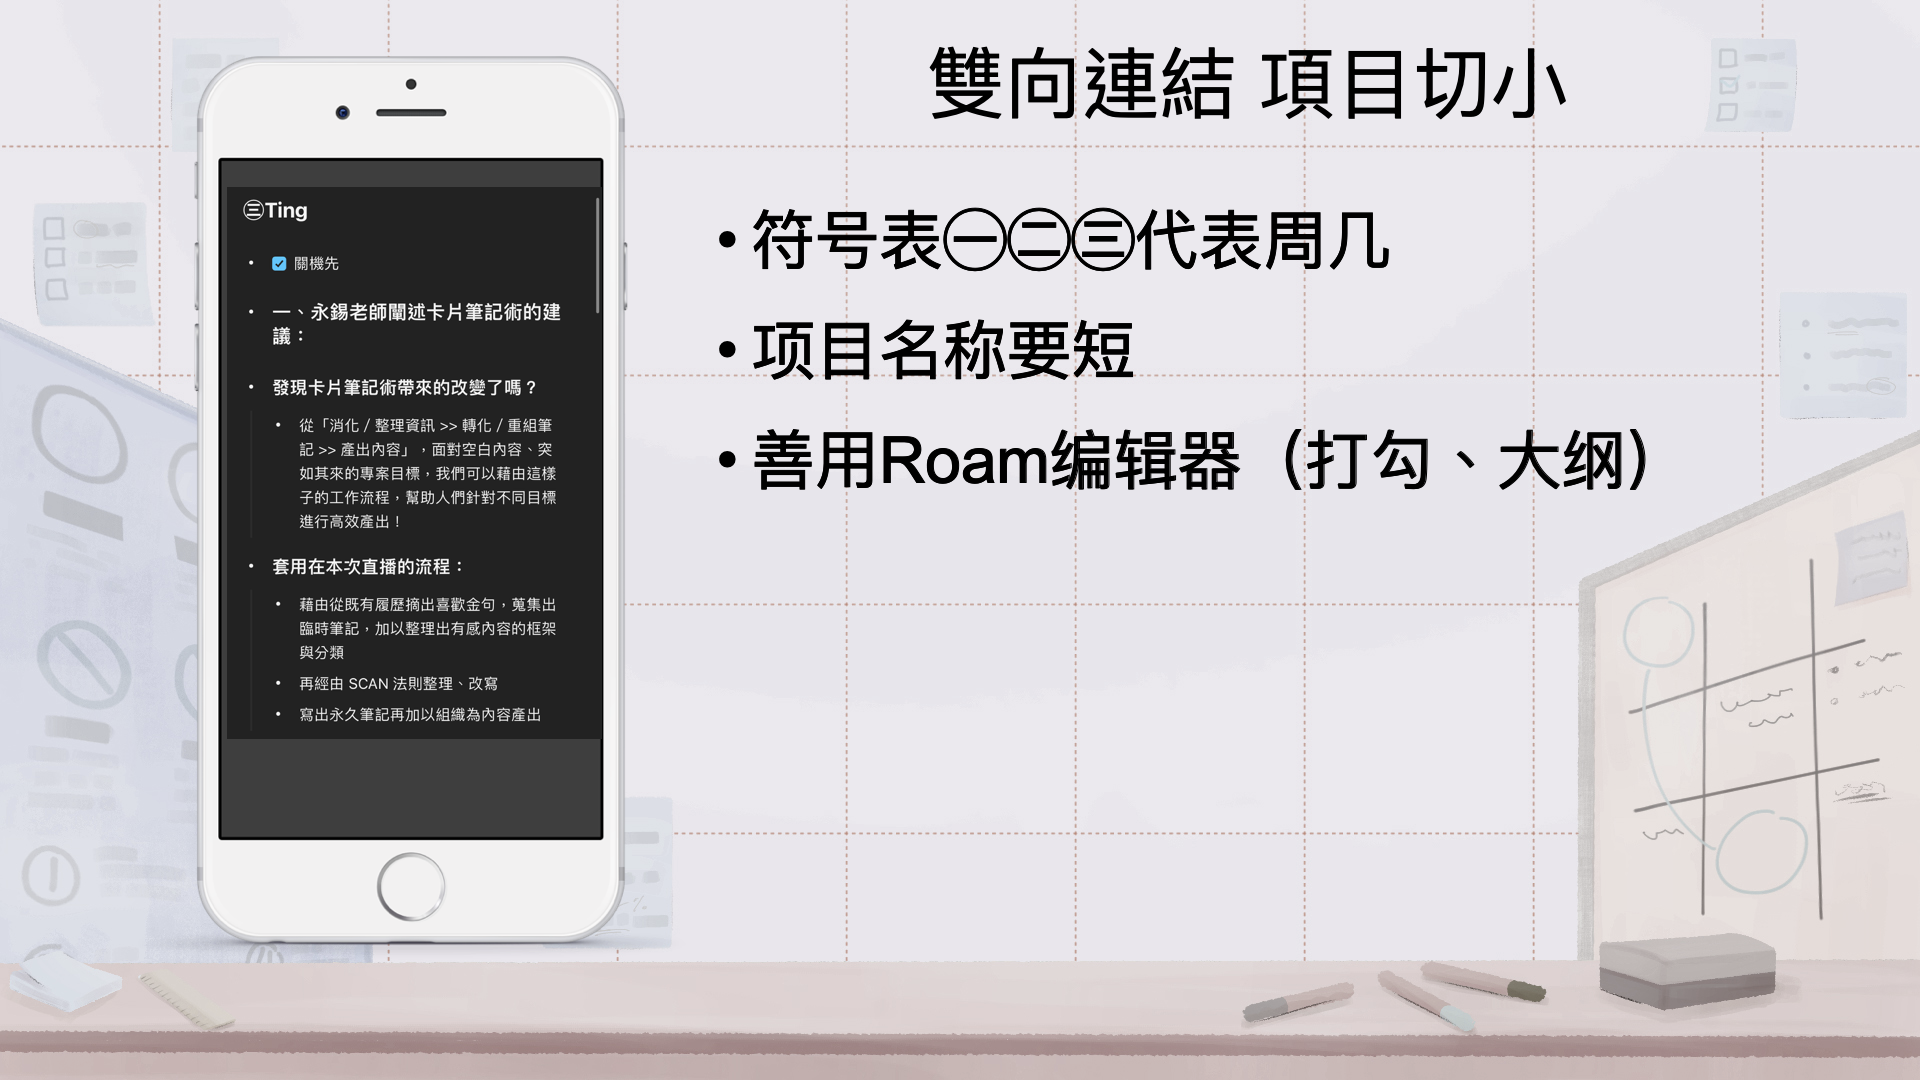 雙向連結 項目切小
• 符号表㊀㊁㊂代表周几
• 项目名称要短
• 善用Roam编辑器（打勾、大纲）
㊂Ting
• 關機先
• 一、永錫老師闡述卡片筆記術的建
議：
• 發現卡片筆記術帶來的改變了嗎？
• 從「消化 / 整理資訊 >> 轉化 / 重組筆
記 >> 產出內容」，面對空白內容、突
如其來的專案目標，我們可以藉由這樣
子的工作流程，幫助人們針對不同目標
進行高效產出！
• 套用在本次直播的流程：
• 藉由從既有履歷摘出喜歡金句，蒐集出
臨時筆記，加以整理出有感內容的框架
與分類
• 再經由 SCAN 法則整理、改寫
• 寫出永久筆記再加以組織為內容產出